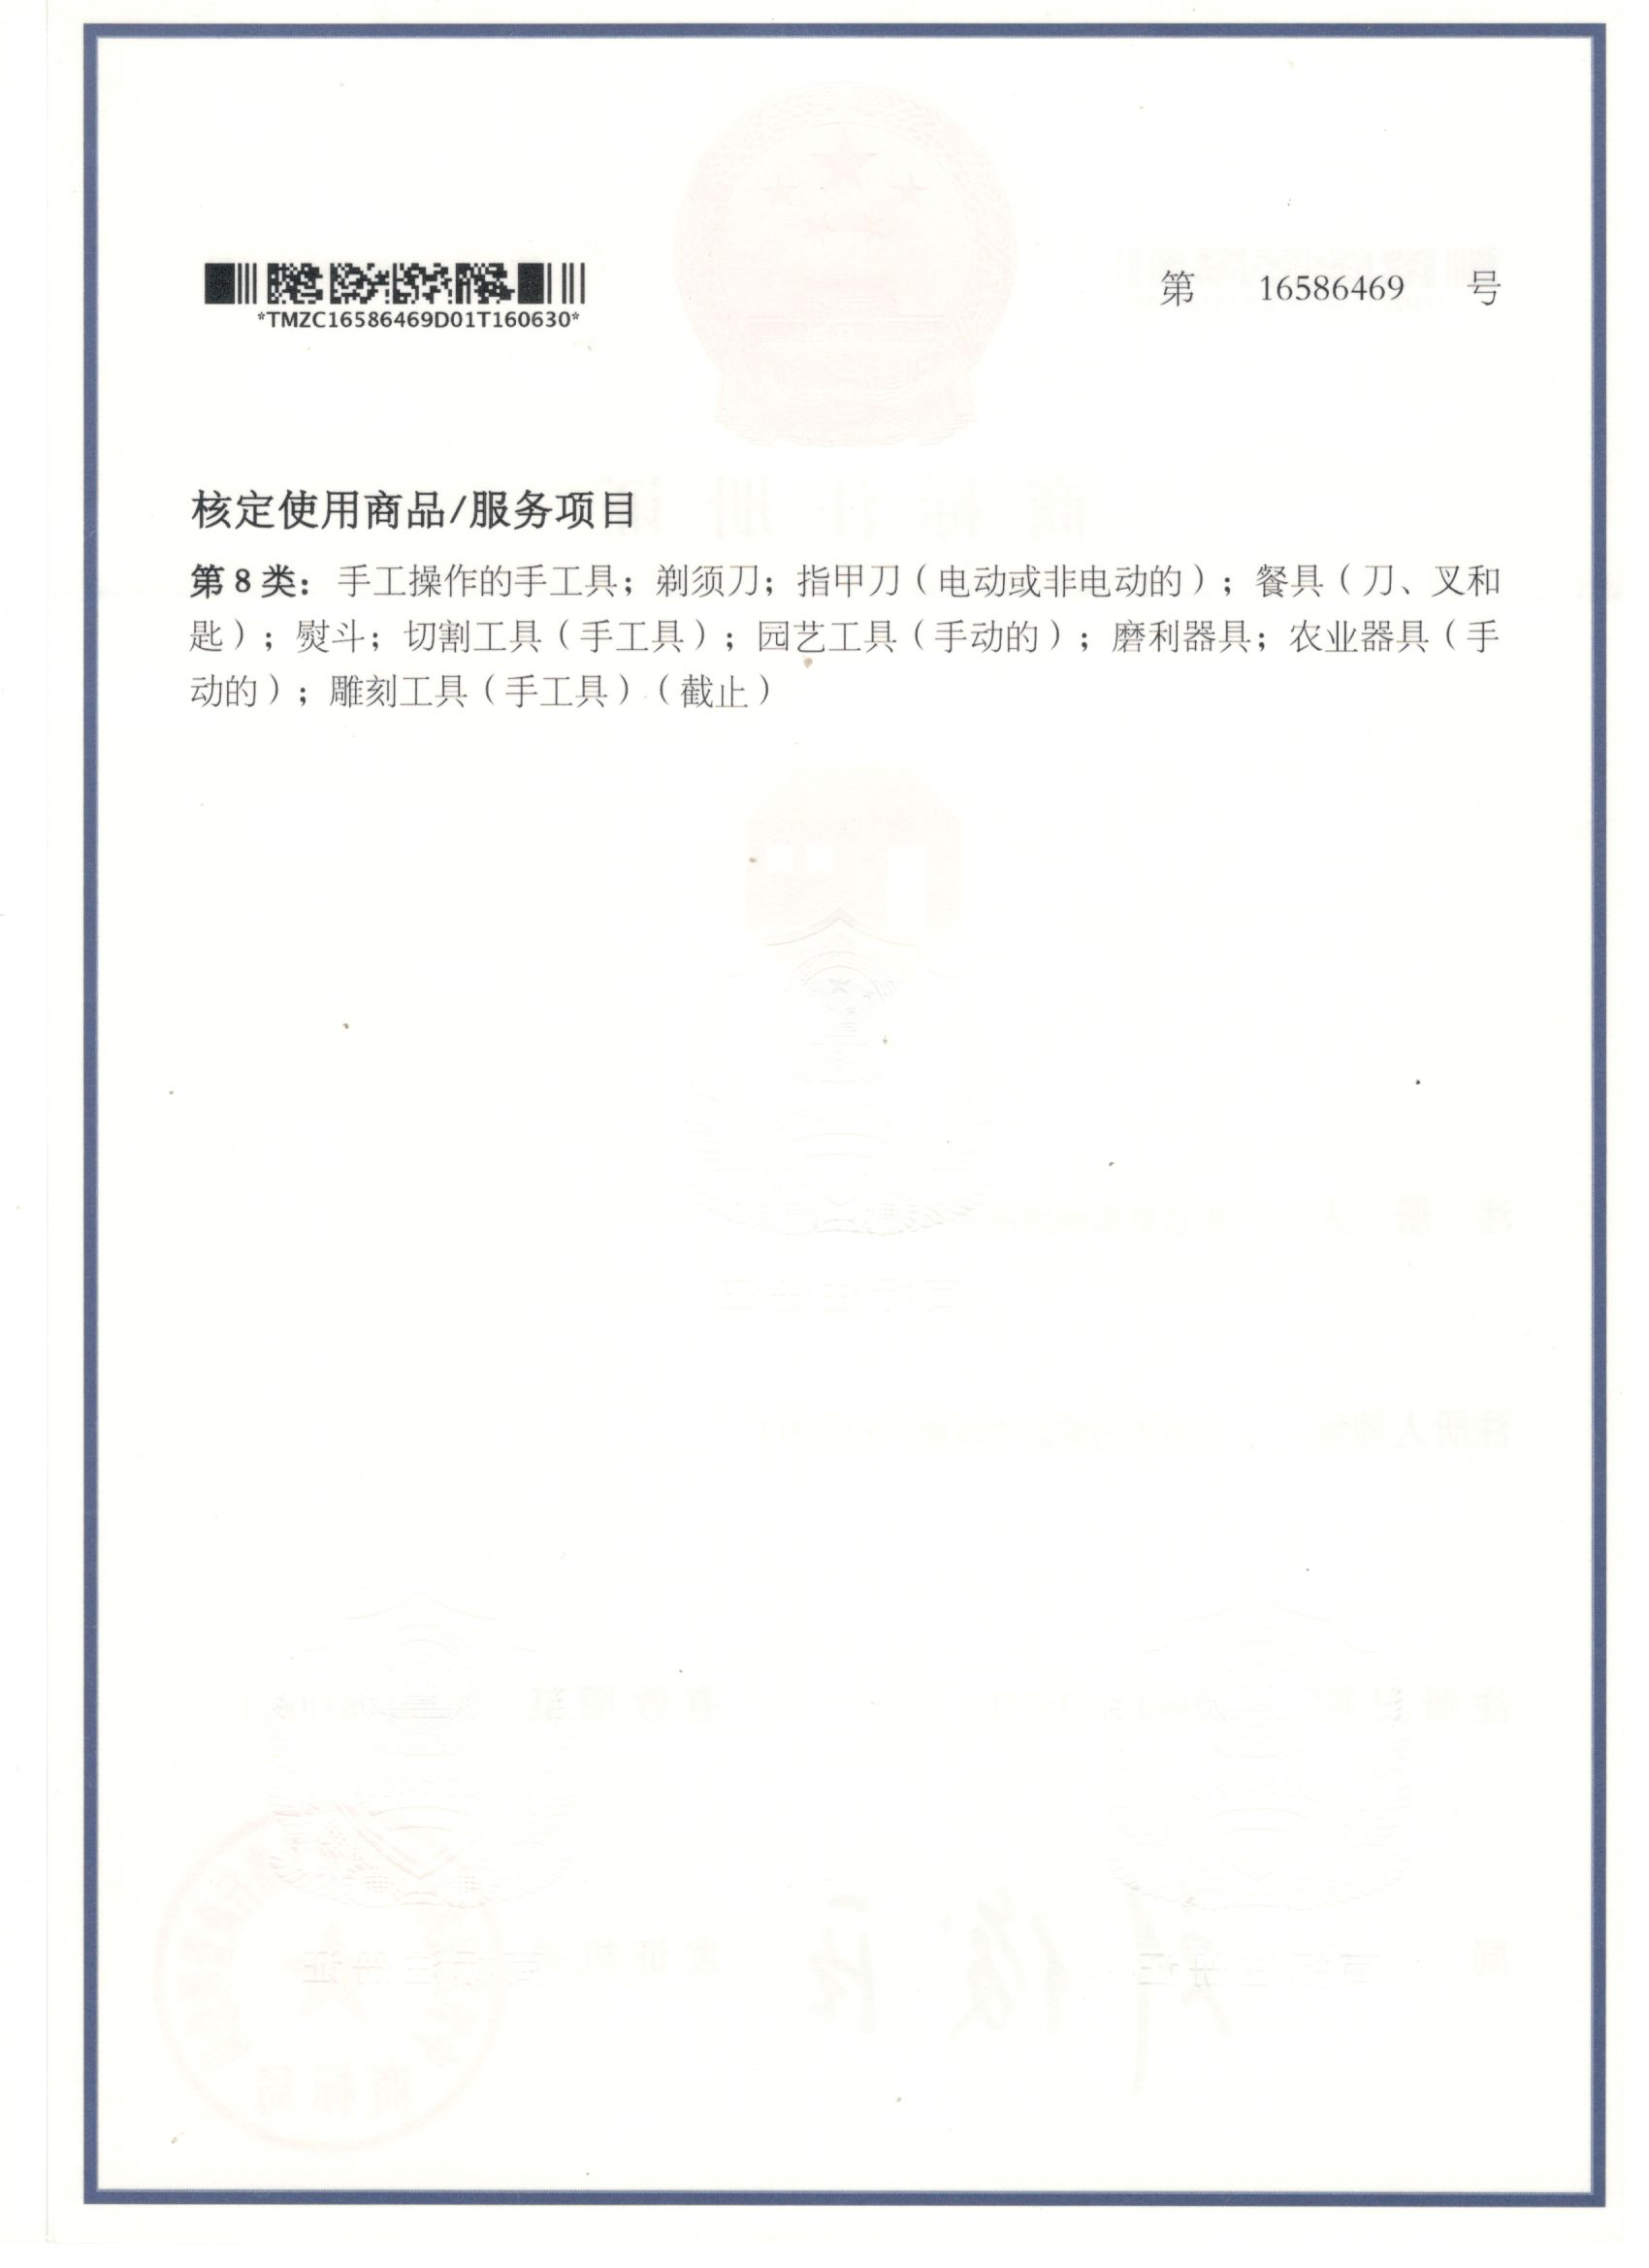 *TMZC16586469D01T160630*
第 16586469 号
核定使用商品/服务项目
第 8 类：手工操作的手工具；剃须刀；指甲刀（电动或非电动的）；餐具（刀、叉和
匙）；熨斗；切割工具（手工具）；园艺工具（手动的）；磨利器具；农业器具（手
动的）；雕刻工具（手工具）（截止）